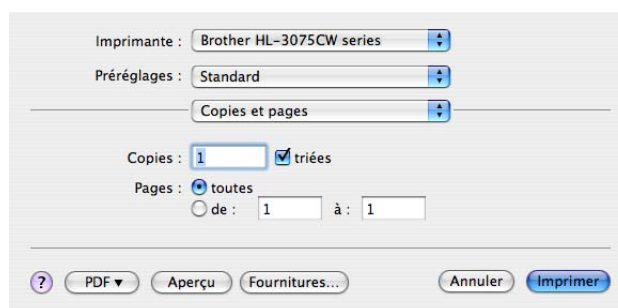 Imprimante : Brother HL-3075CW series
Préréglages : Standard
Copies et pages
Copies : 1 triées
Pages : toutes
de : 1 à : 1
? PDF ▼ Aperçu Fournitures... Annuler Imprimer